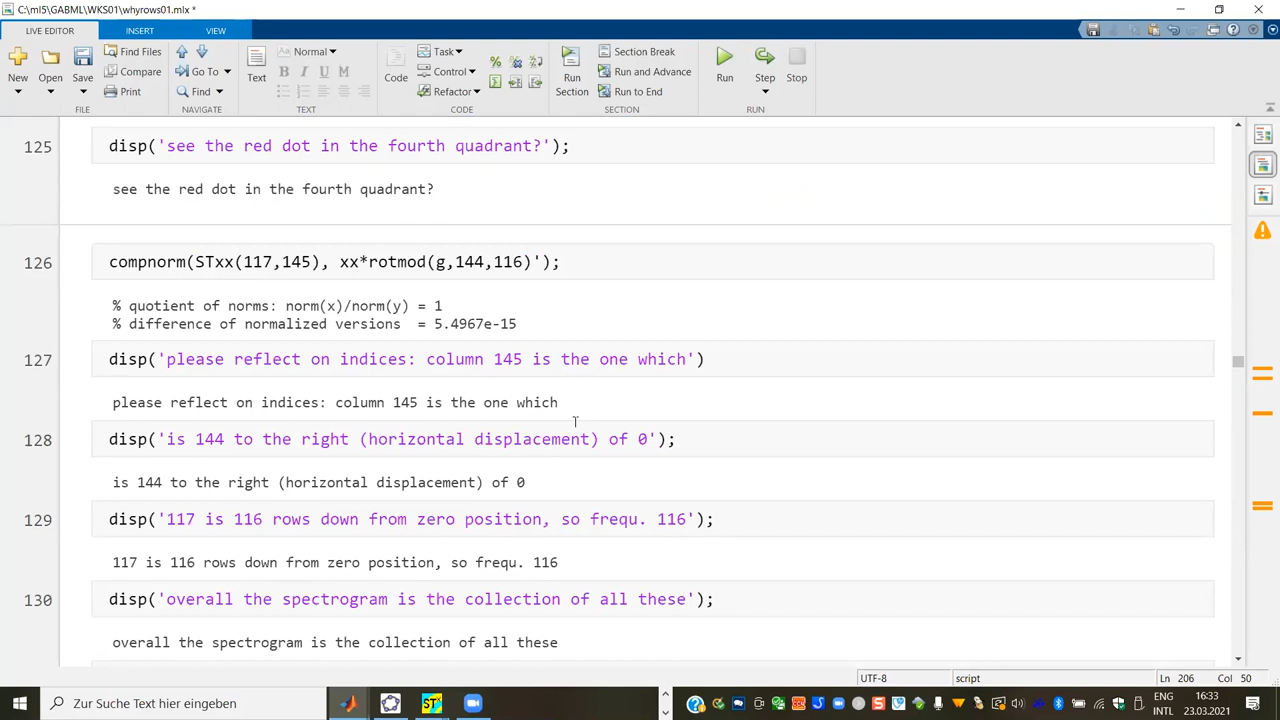 C:\ml5\GABML\WKS01\whyrows01.mlx *
LIVE EDITOR INSERT VIEW
New Open Save Find Files Compare Print
FILE
Go To Find
NAVIGATE
Text Normal B I U M
TEXT
Code Task Control Refactor
CODE
Run Section Section Break Run and Advance Run to End
SECTION
Run Step Stop
RUN
125 disp('see the red dot in the fourth quadrant?');
see the red dot in the fourth quadrant?
126 compnorm(STxx(117,145), xx*rotmod(g,144,116)');
% quotient of norms: norm(x)/norm(y) = 1
% difference of normalized versions = 5.4967e-15
127 disp('please reflect on indices: column 145 is the one which')
please reflect on indices: column 145 is the one which
128 disp('is 144 to the right (horizontal displacement) of 0');
is 144 to the right (horizontal displacement) of 0
129 disp('117 is 116 rows down from zero position, so frequ. 116');
117 is 116 rows down from zero position, so frequ. 116
130 disp('overall the spectrogram is the collection of all these');
overall the spectrogram is the collection of all these
UTF-8 script Ln 206 Col 50
Zur Suche Text hier eingeben
ENG 16:33
INTL 23.03.2021